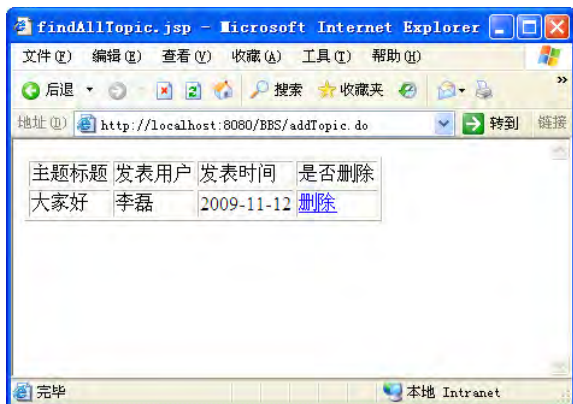 findAllTopic.jsp - Microsoft Internet Explorer
文件(F) 编辑(E) 查看(V) 收藏(A) 工具(T) 帮助(H)
后退 搜索 收藏夹 »
地址(D) http://localhost:8080/BBS/addTopic.do 转到 链接
主题标题 发表用户 发表时间 是否删除
大家好 李磊 2009-11-12 删除
完毕 本地 Intranet